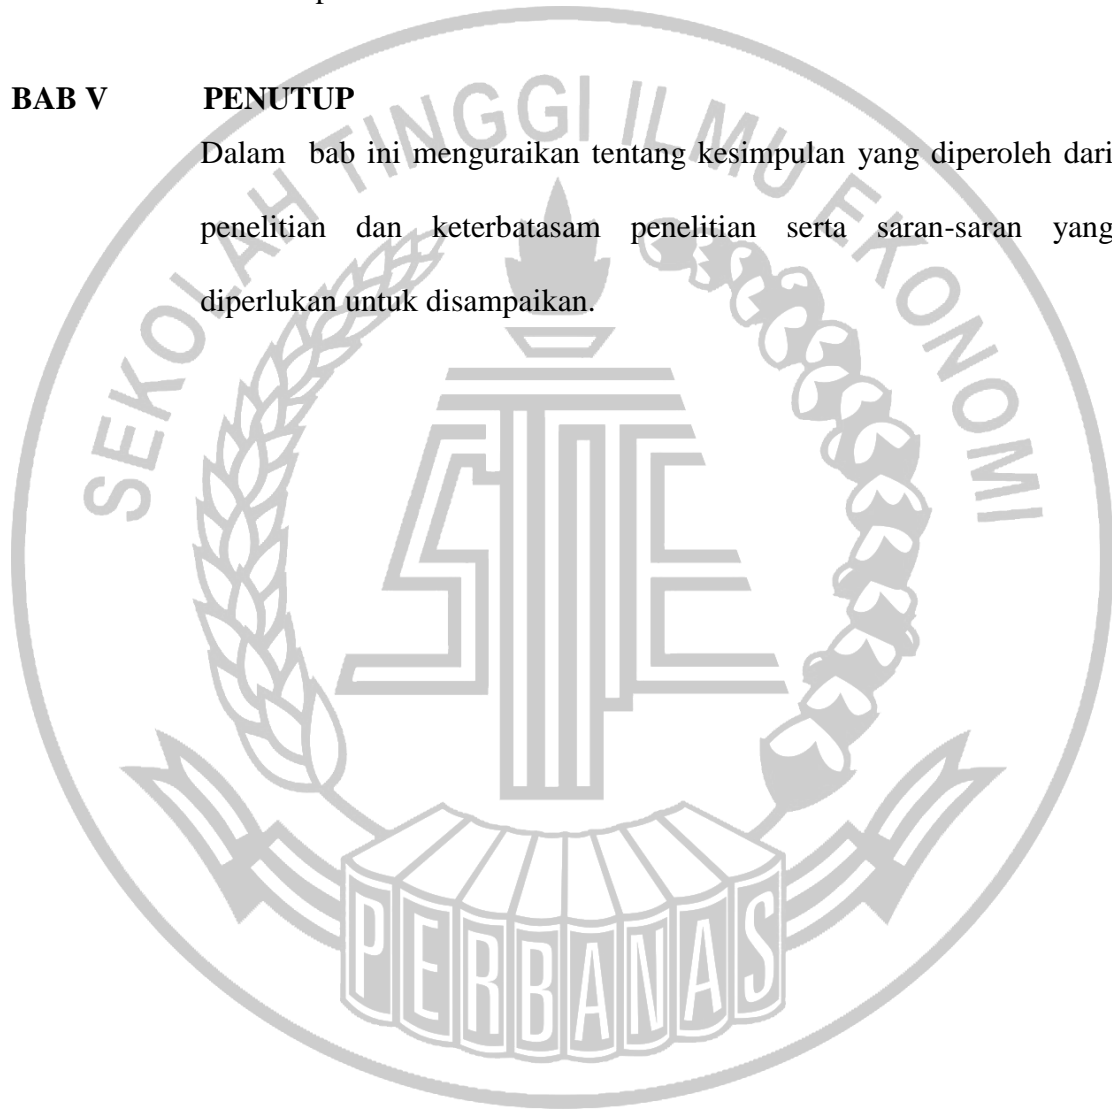 BAB V PENUTUP
Dalam bab ini menguraikan tentang kesimpulan yang diperoleh dari
penelitian dan keterbatasam penelitian serta saran-saran yang
diperlukan untuk disampaikan.
SEKOLAH TINGGI ILMU EKONOMI
STIE
PERBANAS